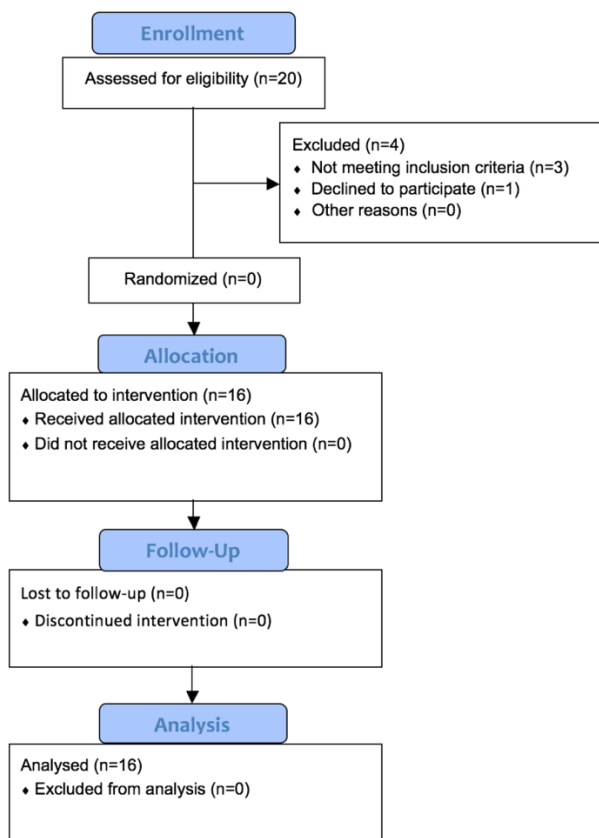 Enrollment
Assessed for eligibility (n=20)
Excluded (n=4)
♦ Not meeting inclusion criteria (n=3)
♦ Declined to participate (n=1)
♦ Other reasons (n=0)
Randomized (n=0)
Allocation
Allocated to intervention (n=16)
♦ Received allocated intervention (n=16)
♦ Did not receive allocated intervention (n=0)
Follow-Up
Lost to follow-up (n=0)
♦ Discontinued intervention (n=0)
Analysis
Analysed (n=16)
♦ Excluded from analysis (n=0)